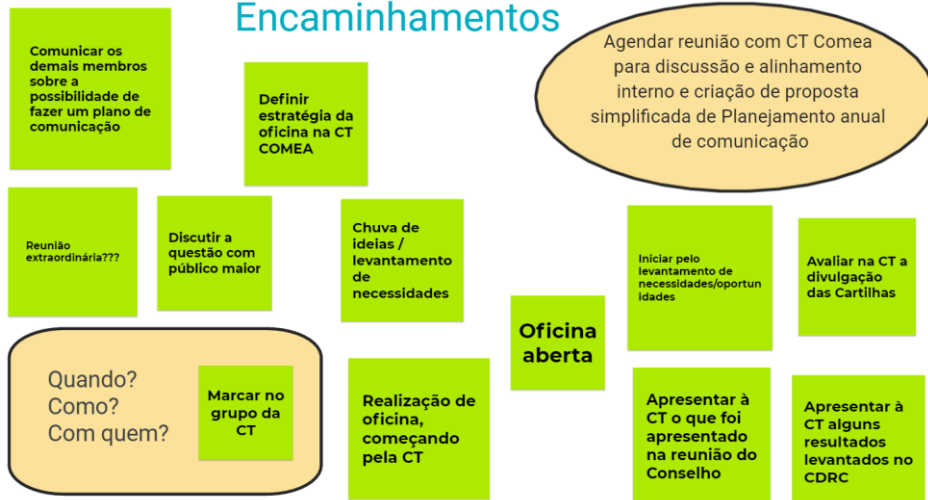 Encaminhamentos
Comunicar os
demais membros
sobre a
possibilidade de
fazer um plano de
comunicação
Definir
estratégia da
oficina na CT
COMEA
Agendar reunião com CT Comea
para discussão e alinhamento
interno e criação de proposta
simplificada de Planejamento anual
de comunicação
Reunião
extraordinária???
Discutir a
questão com
público maior
Chuva de
ideias /
levantamento
de
necessidades
Iniciar pelo
levantamento de
necessidades/oportun
idades
Avaliar na CT a
divulgação
das Cartilhas
Oficina
aberta
Quando?
Como?
Com quem?
Marcar no
grupo da
CT
Realização de
oficina,
começando
pela CT
Apresentar à
CT o que foi
apresentado
na reunião do
Conselho
Apresentar à
CT alguns
resultados
levantados no
CDRC